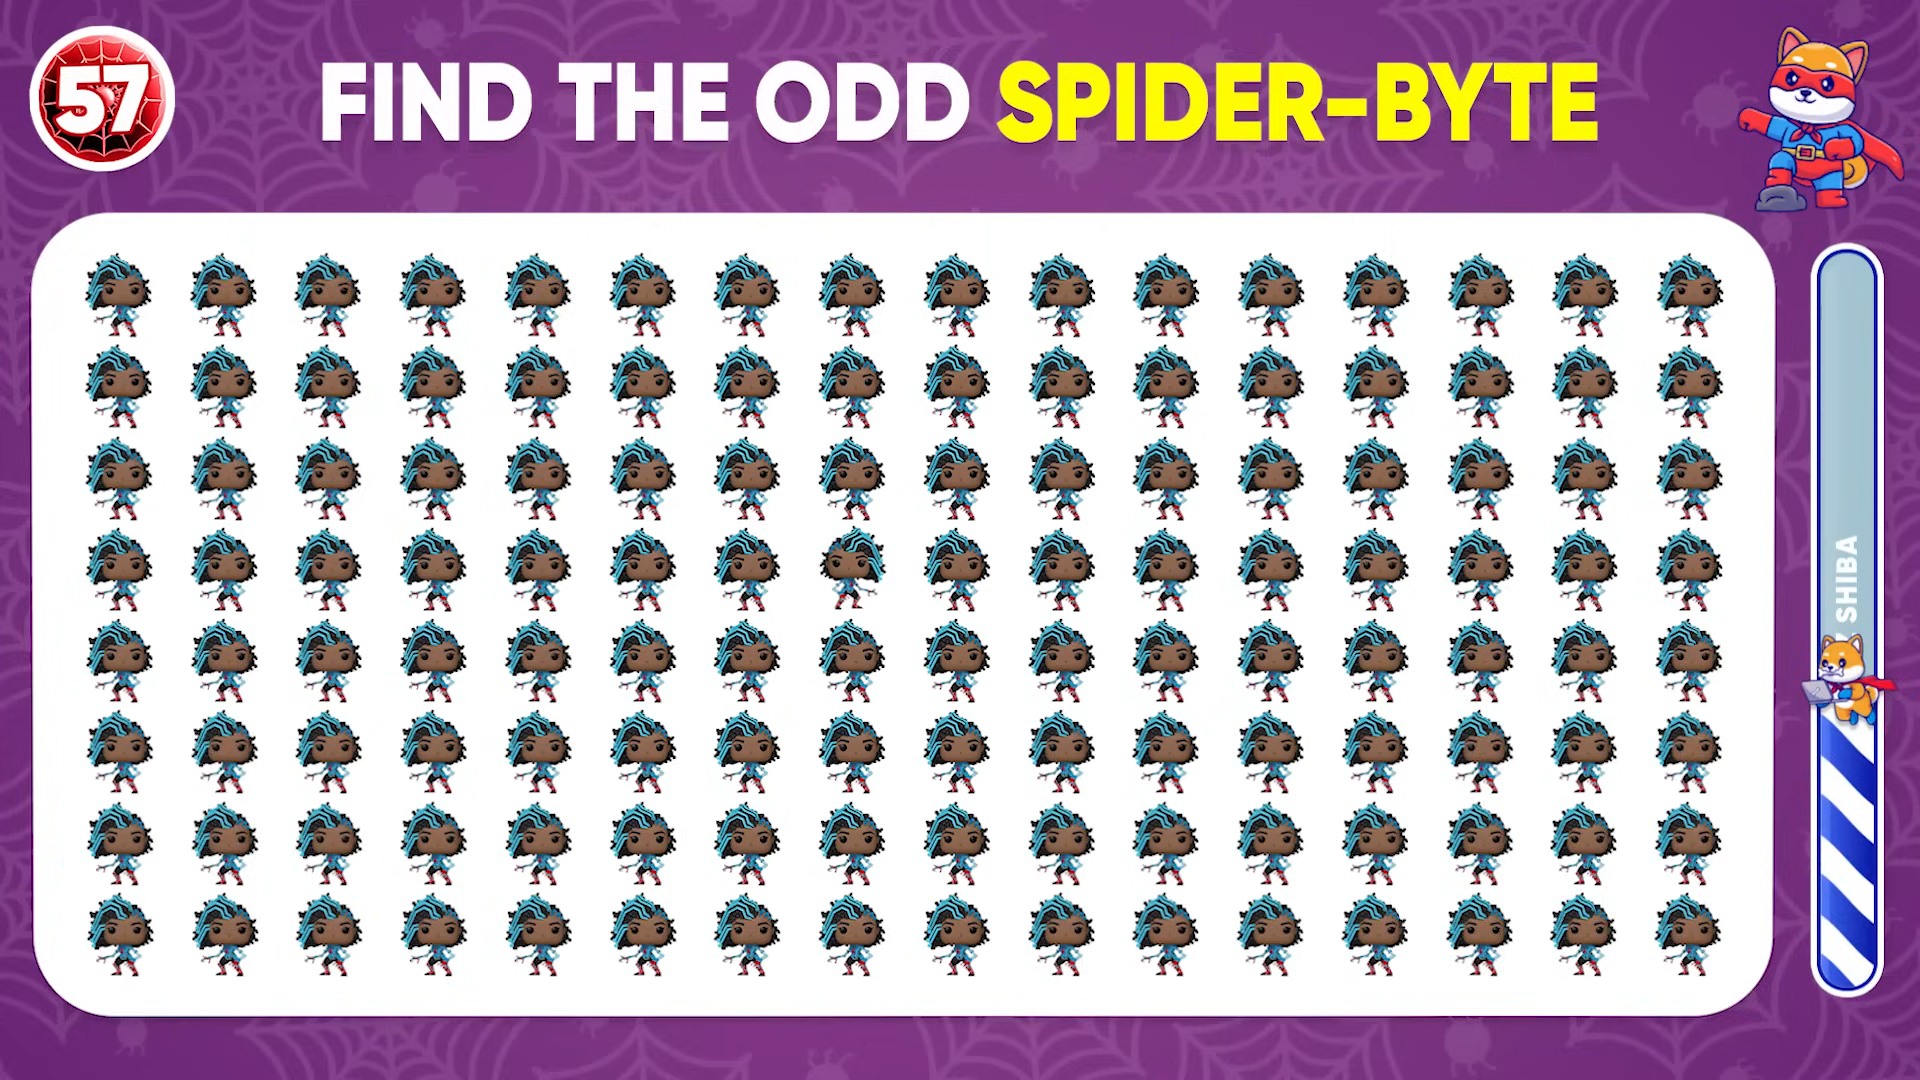 57
FIND THE ODD SPIDER-BYTE
SHIBA